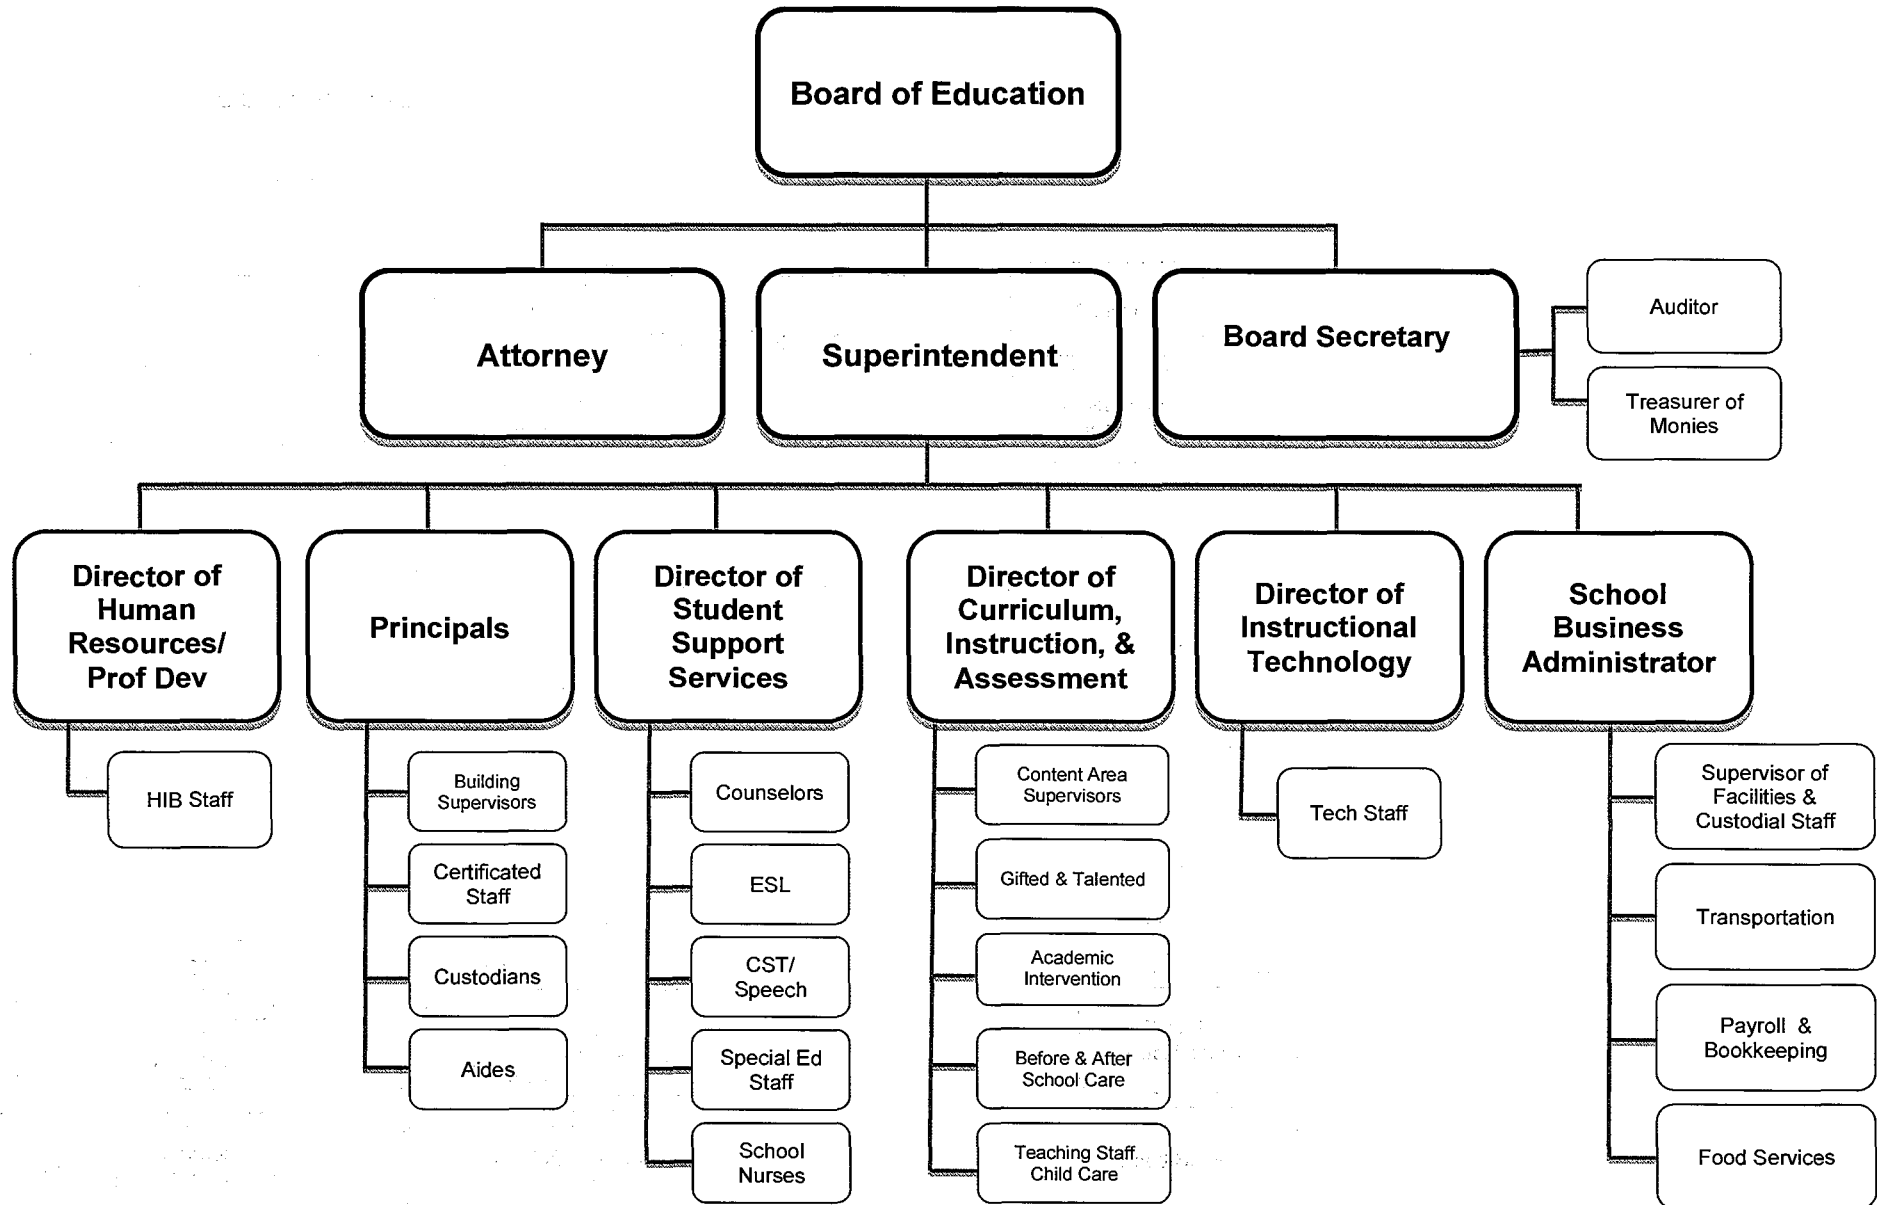 Board of Education
Attorney
Superintendent
Board Secretary
Auditor
Treasurer of
Monies
Director of
Human
Resources/
Prof Dev
Principals
Director of
Student
Support
Services
Director of
Curriculum,
Instruction, &
Assessment
Director of
Instructional
Technology
School
Business
Administrator
HIB Staff
Building
Supervisors
Certificated
Staff
Custodians
Aides
Counselors
ESL
CST/
Speech
Special Ed
Staff
School
Nurses
Content Area
Supervisors
Gifted & Talented
Academic
Intervention
Before & After
School Care
Teaching Staff
Child Care
Tech Staff
Supervisor of
Facilities &
Custodial Staff
Transportation
Payroll &
Bookkeeping
Food Services